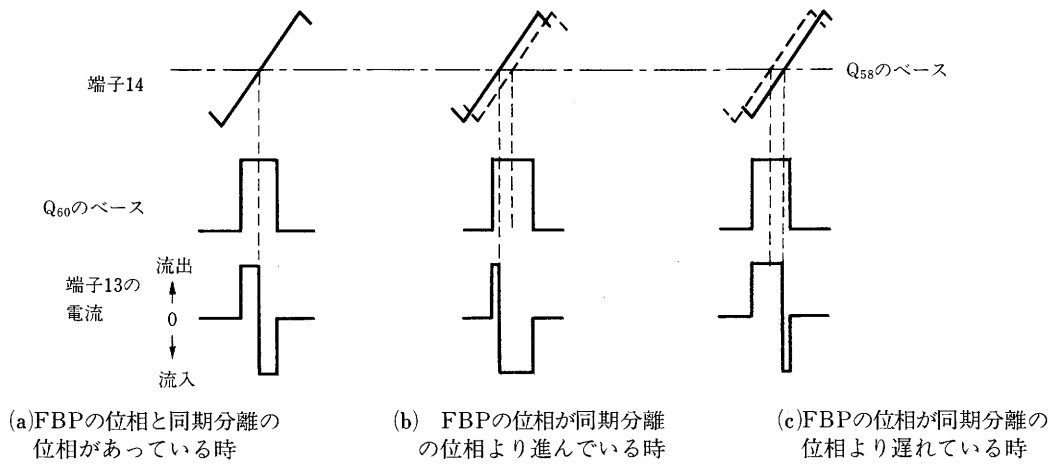 端子14
Q58のベース
Q60のベース
流出
端子13の
電流
0
流入
(a)FBPの位相と同期分離の
位相があっている時
(b) FBPの位相が同期分離
の位相より進んでいる時
(c)FBPの位相が同期分離の
位相より遅れている時